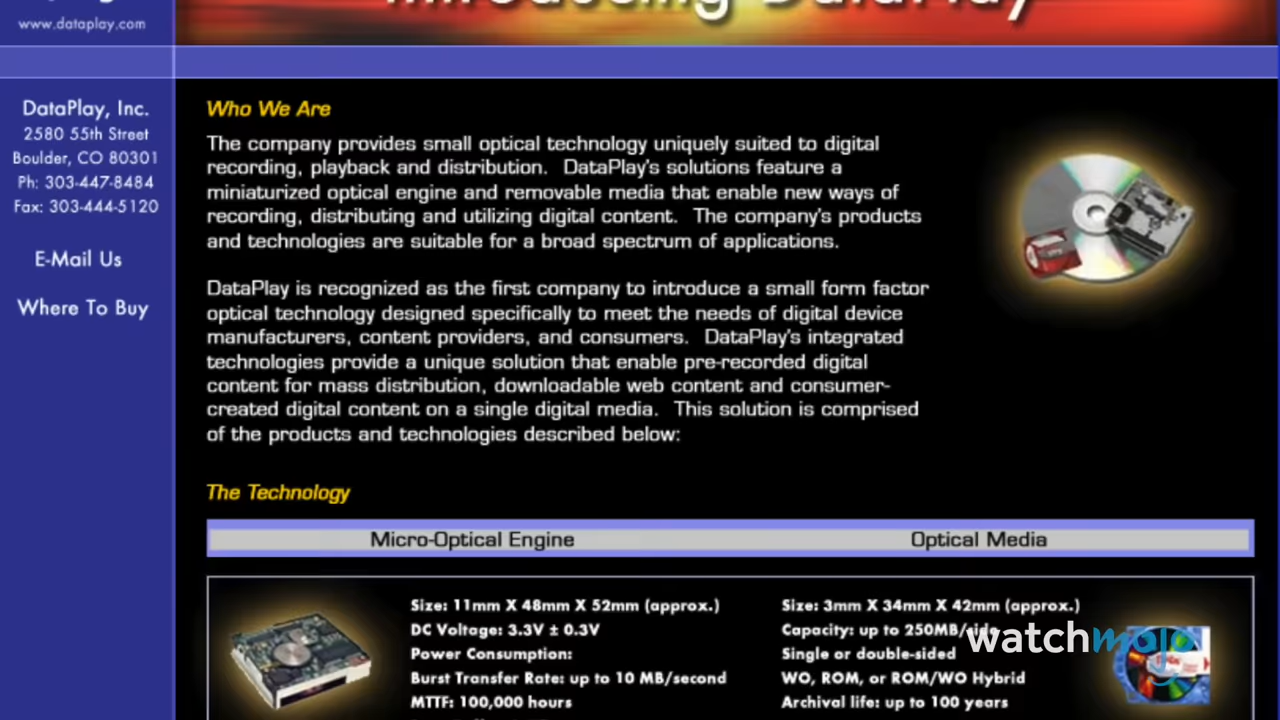 Introducing DataPlay
www.dataplay.com
DataPlay, Inc.
2580 55th Street
Boulder, CO 80301
Ph: 303-447-8484
Fax: 303-444-5120
E-Mail Us
Where To Buy
Who We Are
The company provides small optical technology uniquely suited to digital
recording, playback and distribution. DataPlay's solutions feature a
miniaturized optical engine and removable media that enable new ways of
recording, distributing and utilizing digital content. The company's products
and technologies are suitable for a broad spectrum of applications.
DataPlay is recognized as the first company to introduce a small form factor
optical technology designed specifically to meet the needs of digital device
manufacturers, content providers, and consumers. DataPlay's integrated
technologies provide a unique solution that enable pre-recorded digital
content for mass distribution, downloadable web content and consumer-
created digital content on a single digital media. This solution is comprised
of the products and technologies described below:
The Technology
Micro-Optical Engine
Optical Media
Size: 11mm X 48mm X 52mm (approx.)
DC Voltage: 3.3V ± 0.3V
Power Consumption:
Burst Transfer Rate: up to 10 MB/second
MTTF: 100,000 hours
Size: 3mm X 34mm X 42mm (approx.)
Capacity: up to 250MB/side
Single or double-sided
WO, ROM, or ROM/WO Hybrid
Archival life: up to 100 years
watchmojo